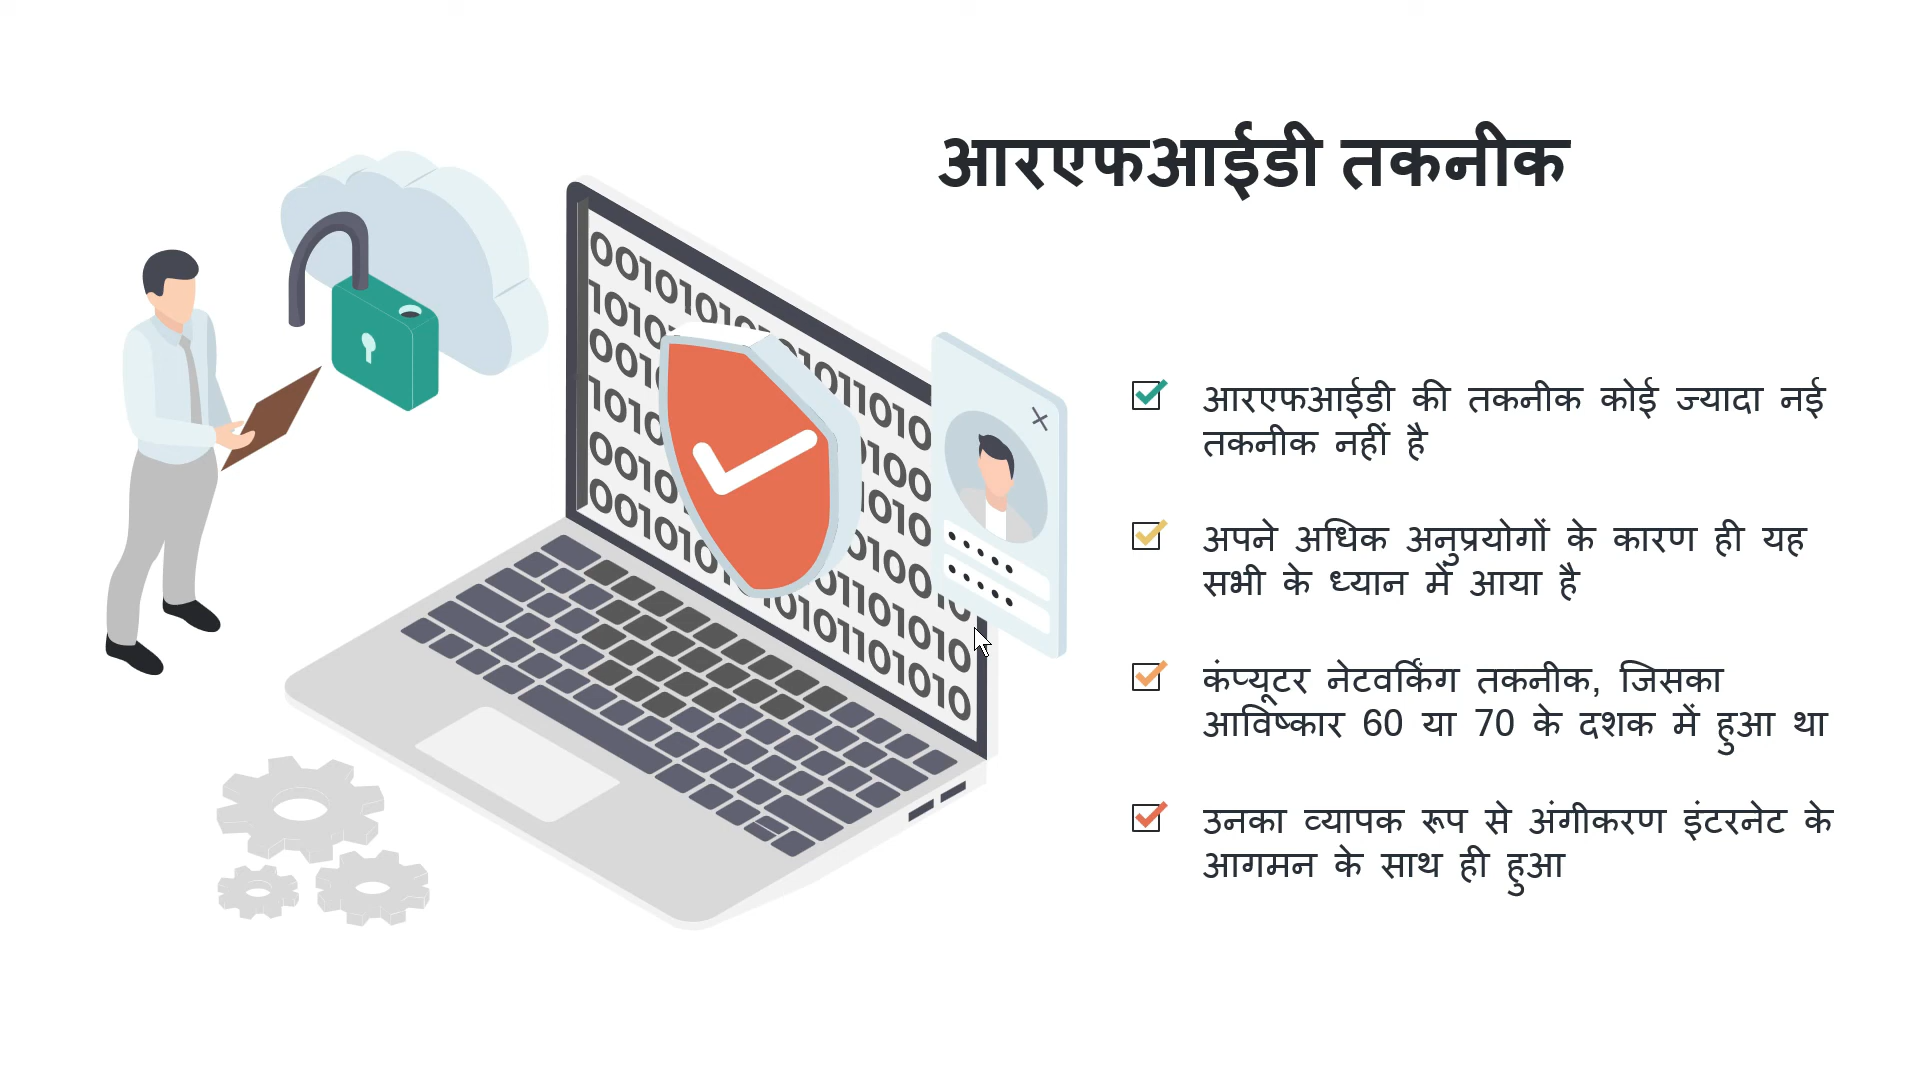 आरएफआईडी तकनीक
आरएफआईडी की तकनीक कोई ज्यादा नई
तकनीक नहीं है
अपने अधिक अनुप्रयोगों के कारण ही यह
सभी के ध्यान में आया है
कंप्यूटर नेटवर्किंग तकनीक, जिसका
आविष्कार 60 या 70 के दशक में हुआ था
उनका व्यापक रूप से अंगीकरण इंटरनेट के
आगमन के साथ ही हुआ